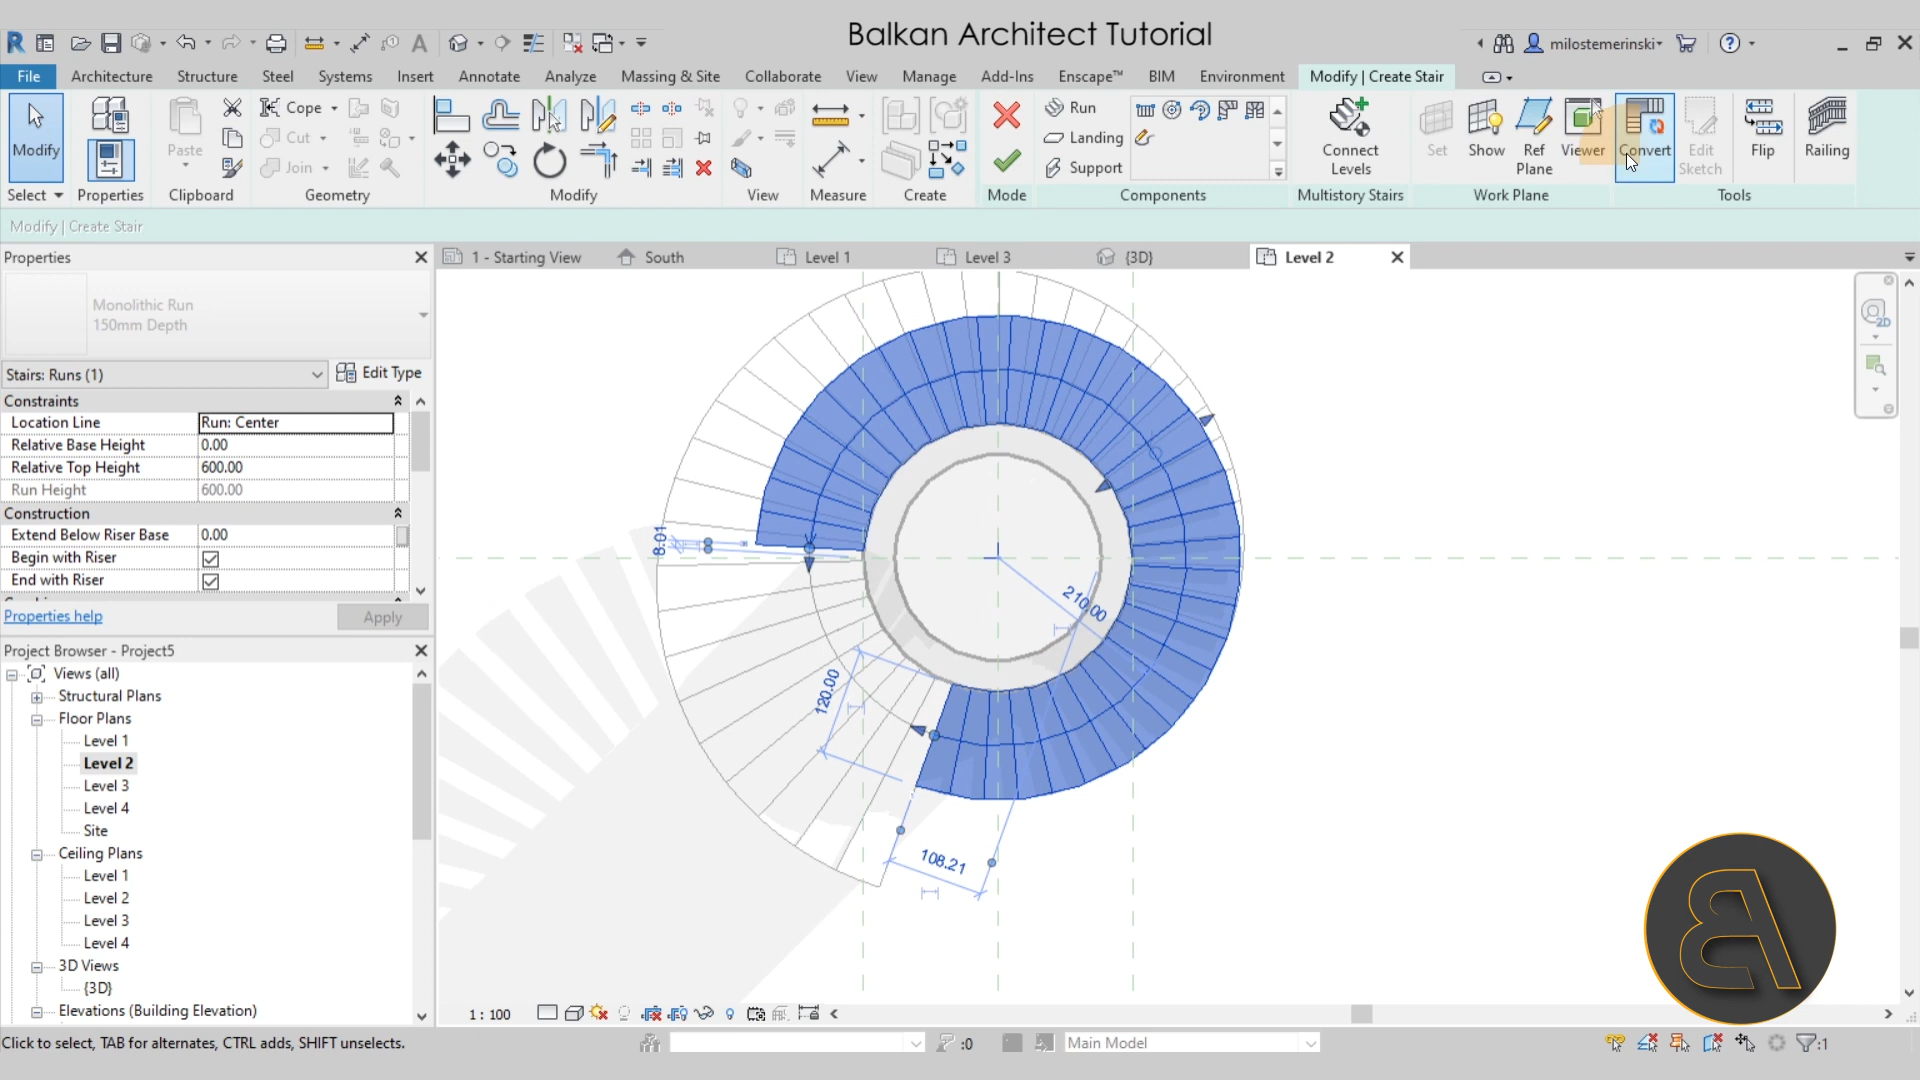 Balkan Architect Tutorial
milostemerinski
File Architecture Structure Steel Systems Insert Annotate Analyze Massing & Site Collaborate View Manage Add-Ins Enscape™ BIM Environment Modify | Create Stair
Modify Paste Cope Cut Join Run Landing Support Connect Levels Set Show Ref Plane Viewer Convert Edit Sketch Flip Railing
Select Properties Clipboard Geometry Modify View Measure Create Mode Components Multistory Stairs Work Plane Tools
Modify | Create Stair
Properties
1 - Starting View South Level 1 Level 3 {3D} Level 2
Monolithic Run
150mm Depth
Stairs: Runs (1) Edit Type
Constraints
Location Line Run: Center
Relative Base Height 0.00
Relative Top Height 600.00
Run Height 600.00
Construction
Extend Below Riser Base 0.00
Begin with Riser
End with Riser
Properties help Apply
Project Browser - Project5
Views (all)
Structural Plans
Floor Plans
Level 1
Level 2
Level 3
Level 4
Site
Ceiling Plans
Level 1
Level 2
Level 3
Level 4
3D Views
{3D}
Elevations (Building Elevation)
8.01
210.00
120.00
108.21
1 : 100
Click to select, TAB for alternates, CTRL adds, SHIFT unselects.
:0
Main Model
:1